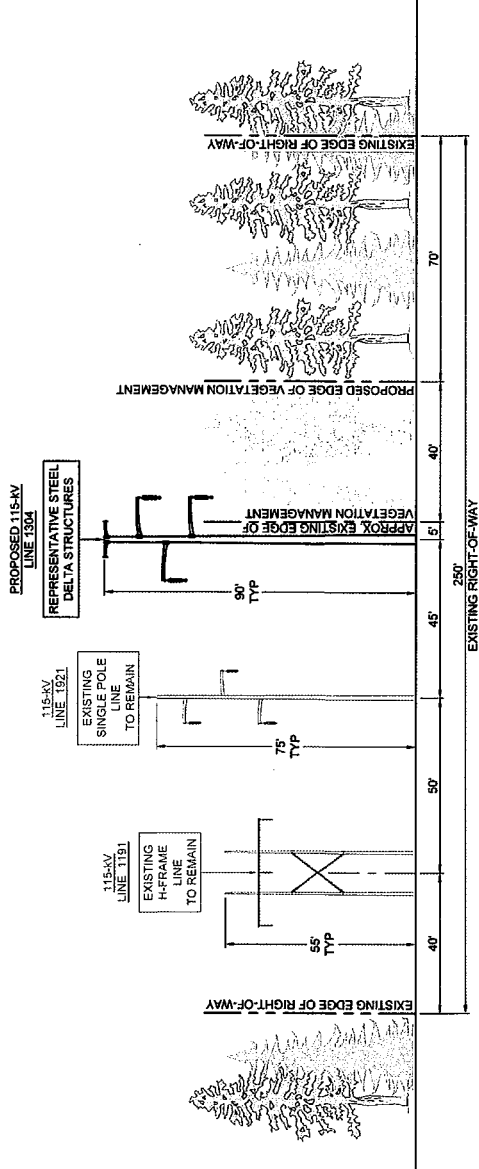 PROPOSED 115-kV
LINE 1304
REPRESENTATIVE STEEL
DELTA STRUCTURES
115-kV
LINE 1921
EXISTING
SINGLE POLE
LINE
TO REMAIN
115-kV
LINE 1191
EXISTING
H-FRAME
LINE
TO REMAIN
55'
TYP
75'
TYP
90'
TYP
EXISTING EDGE OF RIGHT-OF-WAY
APPROX. EXISTING EDGE OF
VEGETATION MANAGEMENT
PROPOSED EDGE OF VEGETATION MANAGEMENT
EXISTING EDGE OF RIGHT-OF-WAY
40'
50'
45'
5'
40'
70'
250'
EXISTING RIGHT-OF-WAY